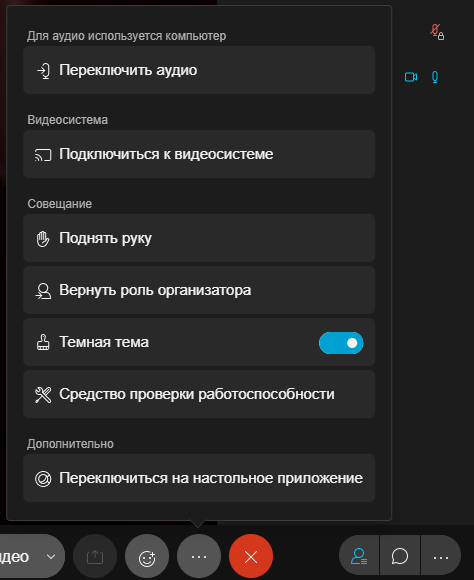 Для аудио используется компьютер
Переключить аудио
Видеосистема
Подключиться к видеосистеме
Совещание
Поднять руку
Вернуть роль организатора
Темная тема
Средство проверки работоспособности
Дополнительно
Переключиться на настольное приложение